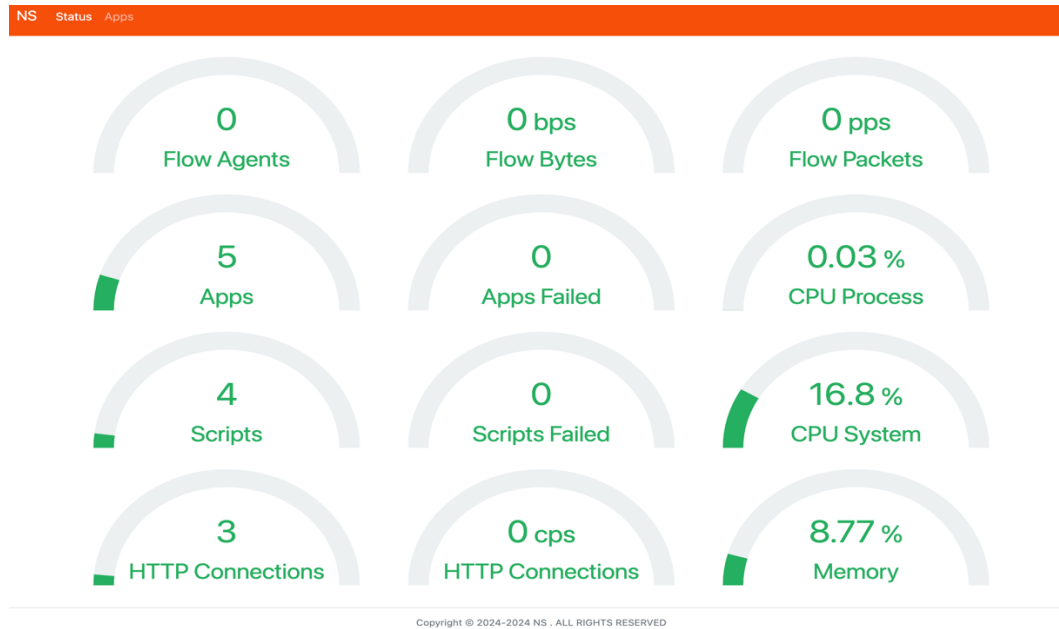 NS Status Apps
0 0 bps 0 pps
Flow Agents Flow Bytes Flow Packets
5 0 0.03 %
Apps Apps Failed CPU Process
4 0 16.8 %
Scripts Scripts Failed CPU System
3 0 cps 8.77 %
HTTP Connections HTTP Connections Memory
Copyright © 2024-2024 NS . ALL RIGHTS RESERVED